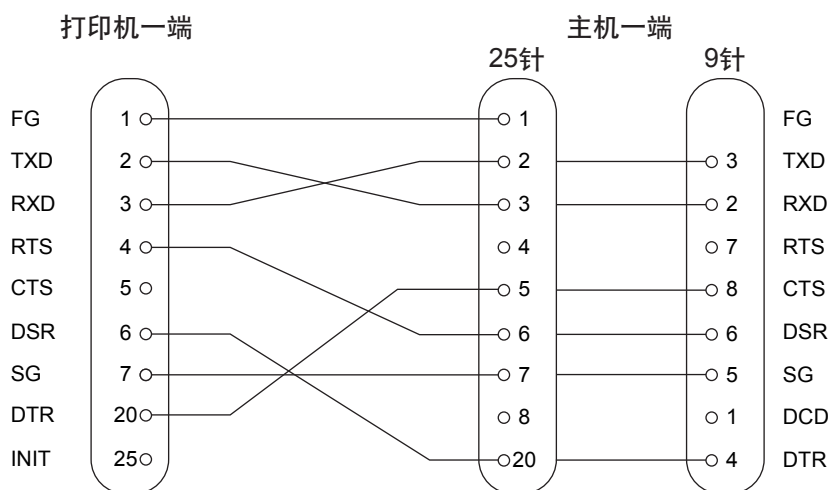 打印机一端 主机一端
25针 9针
FG 1 1 FG
TXD 2 2 3 TXD
RXD 3 3 2 RXD
RTS 4 4 7 RTS
CTS 5 5 8 CTS
DSR 6 6 6 DSR
SG 7 7 5 SG
DTR 20 8 1 DCD
INIT 25 20 4 DTR